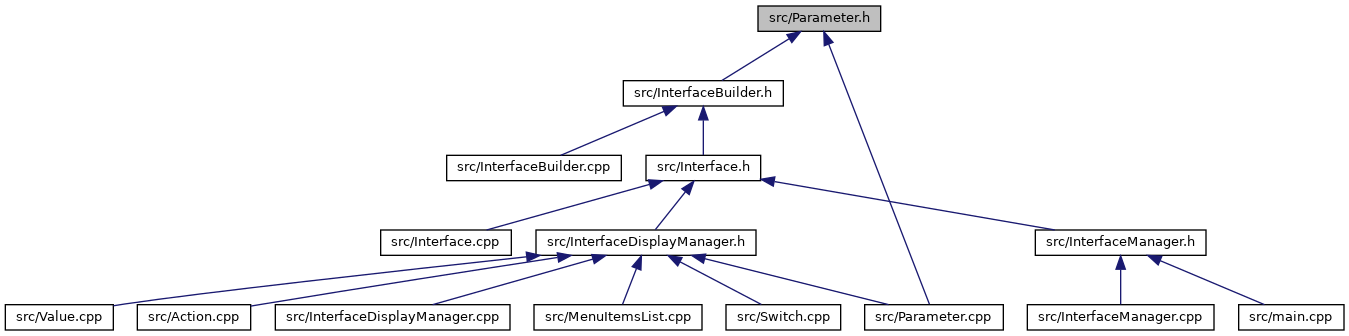 src/Parameter.h
src/InterfaceBuilder.h
src/InterfaceBuilder.cpp
src/Interface.h
src/Interface.cpp
src/InterfaceDisplayManager.h
src/InterfaceManager.h
src/Value.cpp
src/Action.cpp
src/InterfaceDisplayManager.cpp
src/MenuItemsList.cpp
src/Switch.cpp
src/Parameter.cpp
src/InterfaceManager.cpp
src/main.cpp